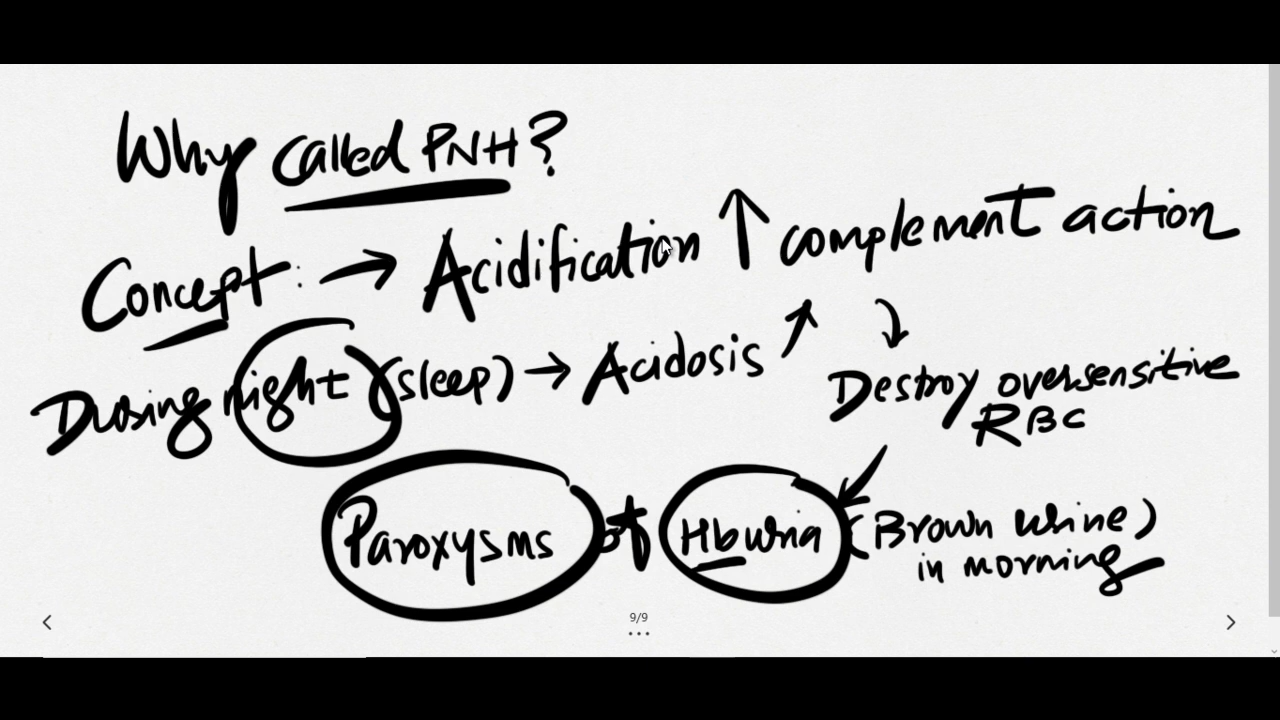 Why called PNH?
Concept: → Acidification ↑ complement action
During night (sleep) → Acidosis ↗ ↓
Destroy oversensitive
RBC
Paroxysms of Hburia (Brown Urine)
in morning
9/9